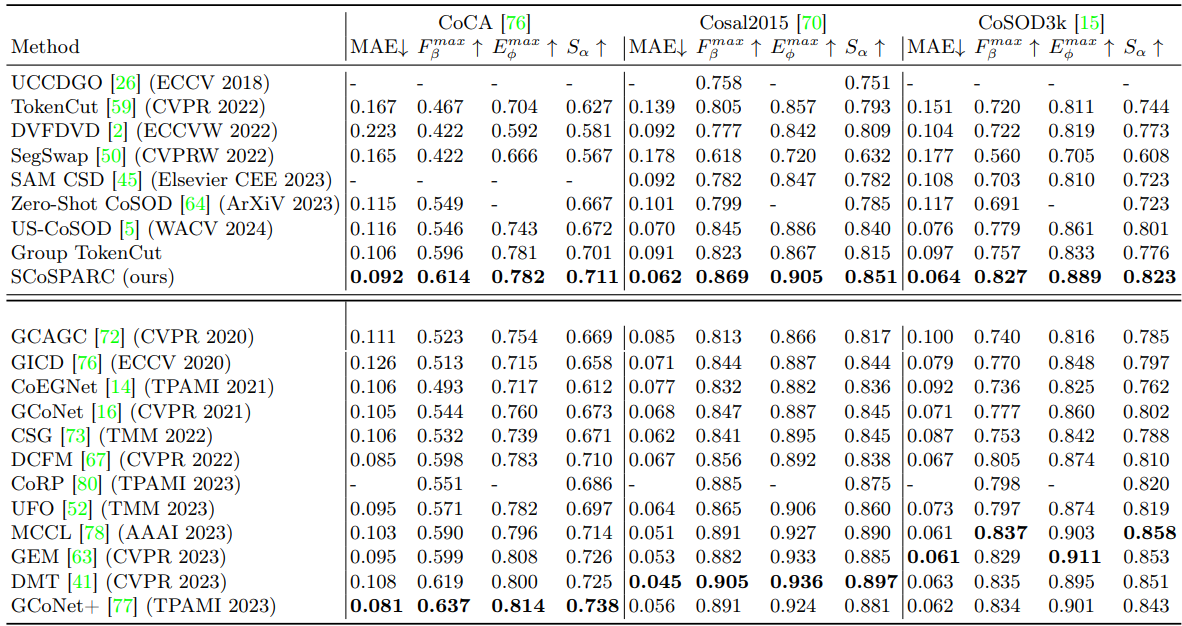 CoCA [76] Cosal2015 [70] CoSOD3k [15]
Method MAE↓ F_β^max ↑ E_ϕ^max ↑ S_α ↑ MAE↓ F_β^max ↑ E_ϕ^max ↑ S_α ↑ MAE↓ F_β^max ↑ E_ϕ^max ↑ S_α ↑
UCCDGO [26] (ECCV 2018) - - - - - 0.758 - 0.751 - - - -
TokenCut [59] (CVPR 2022) 0.167 0.467 0.704 0.627 0.139 0.805 0.857 0.793 0.151 0.720 0.811 0.744
DVFDVD [2] (ECCVW 2022) 0.223 0.422 0.592 0.581 0.092 0.777 0.842 0.809 0.104 0.722 0.819 0.773
SegSwap [50] (CVPRW 2022) 0.165 0.422 0.666 0.567 0.178 0.618 0.720 0.632 0.177 0.560 0.705 0.608
SAM CSD [45] (Elsevier CEE 2023) - - - - 0.092 0.782 0.847 0.782 0.108 0.703 0.810 0.723
Zero-Shot CoSOD [64] (ArXiV 2023) 0.115 0.549 - 0.667 0.101 0.799 - 0.785 0.117 0.691 - 0.723
US-CoSOD [5] (WACV 2024) 0.116 0.546 0.743 0.672 0.070 0.845 0.886 0.840 0.076 0.779 0.861 0.801
Group TokenCut 0.106 0.596 0.781 0.701 0.091 0.823 0.867 0.815 0.097 0.757 0.833 0.776
SCoSPARC (ours) 0.092 0.614 0.782 0.711 0.062 0.869 0.905 0.851 0.064 0.827 0.889 0.823
GCAGC [72] (CVPR 2020) 0.111 0.523 0.754 0.669 0.085 0.813 0.866 0.817 0.100 0.740 0.816 0.785
GICD [76] (ECCV 2020) 0.126 0.513 0.715 0.658 0.071 0.844 0.887 0.844 0.079 0.770 0.848 0.797
CoEGNet [14] (TPAMI 2021) 0.106 0.493 0.717 0.612 0.077 0.832 0.882 0.836 0.092 0.736 0.825 0.762
GCoNet [16] (CVPR 2021) 0.105 0.544 0.760 0.673 0.068 0.847 0.887 0.845 0.071 0.777 0.860 0.802
CSG [73] (TMM 2022) 0.106 0.532 0.739 0.671 0.062 0.841 0.895 0.845 0.087 0.753 0.842 0.788
DCFM [67] (CVPR 2022) 0.085 0.598 0.783 0.710 0.067 0.856 0.892 0.838 0.067 0.805 0.874 0.810
CoRP [80] (TPAMI 2023) - 0.551 - 0.686 - 0.885 - 0.875 - 0.798 - 0.820
UFO [52] (TMM 2023) 0.095 0.571 0.782 0.697 0.064 0.865 0.906 0.860 0.073 0.797 0.874 0.819
MCCL [78] (AAAI 2023) 0.103 0.590 0.796 0.714 0.051 0.891 0.927 0.890 0.061 0.837 0.903 0.858
GEM [63] (CVPR 2023) 0.095 0.599 0.808 0.726 0.053 0.882 0.933 0.885 0.061 0.829 0.911 0.853
DMT [41] (CVPR 2023) 0.108 0.619 0.800 0.725 0.045 0.905 0.936 0.897 0.063 0.835 0.895 0.851
GCoNet+ [77] (TPAMI 2023) 0.081 0.637 0.814 0.738 0.056 0.891 0.924 0.881 0.062 0.834 0.901 0.843